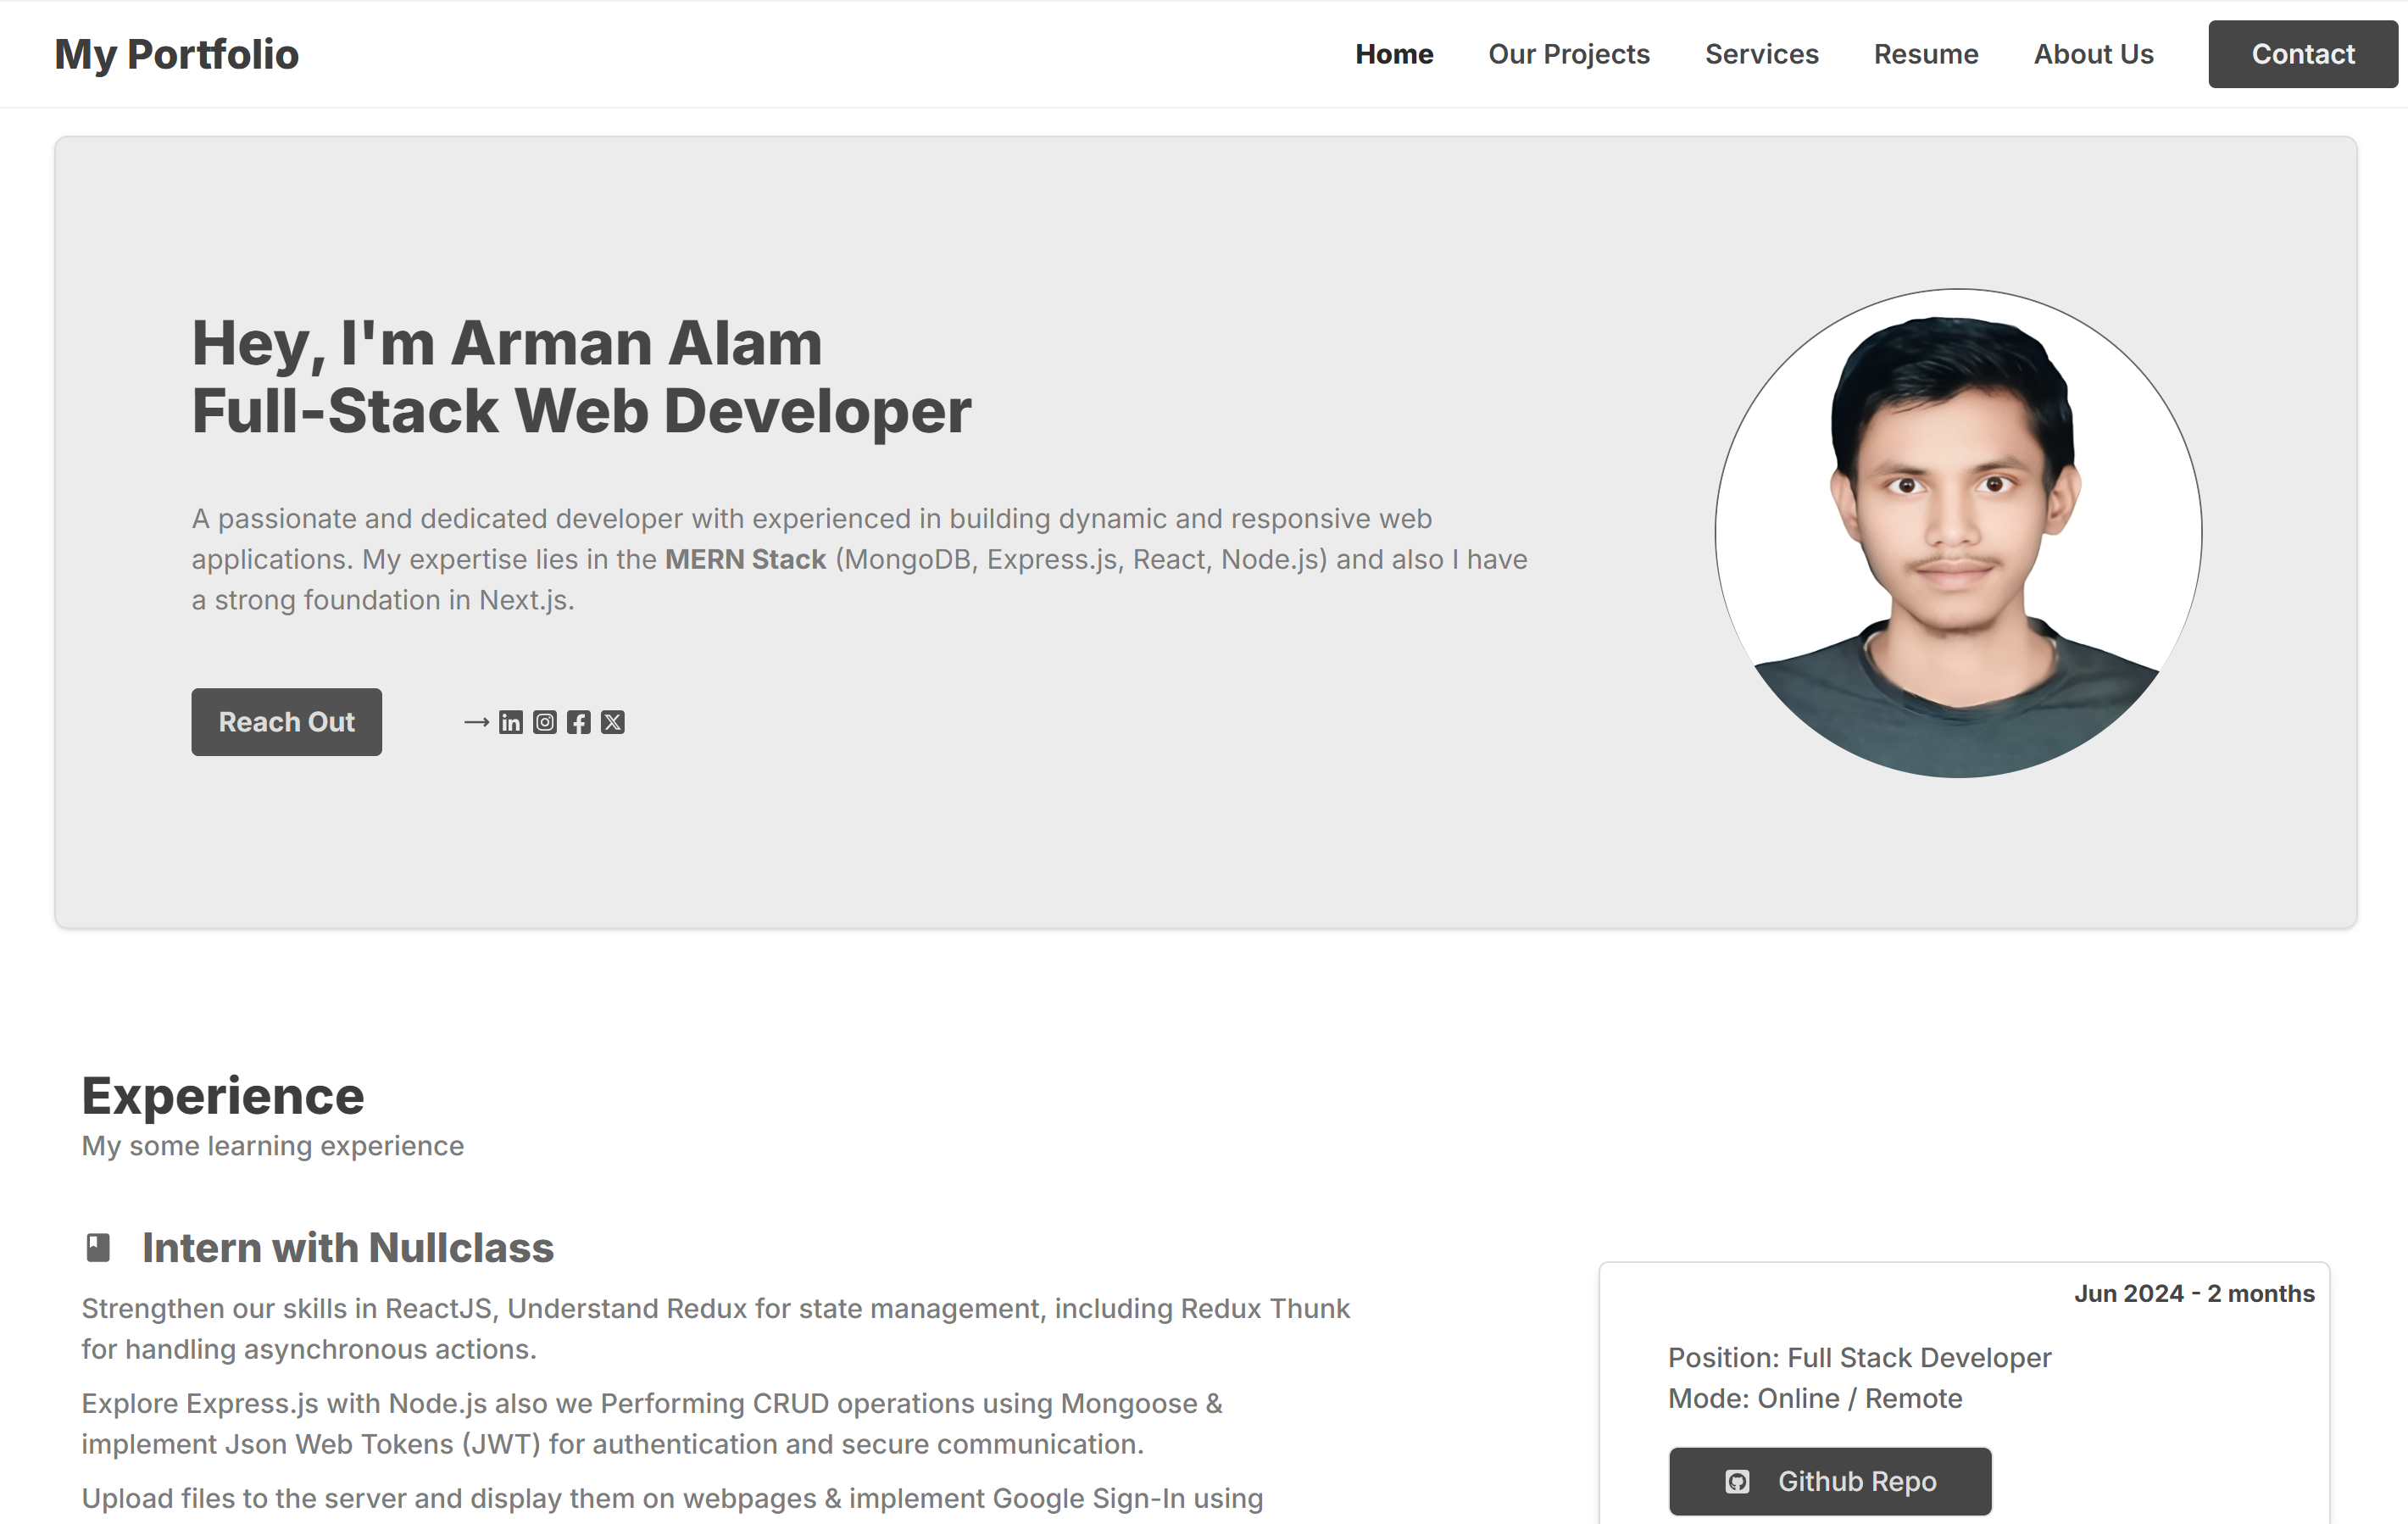 My Portfolio
Home
Our Projects
Services
Resume
About Us
Contact
Hey, I'm Arman Alam
Full-Stack Web Developer
A passionate and dedicated developer with experienced in building dynamic and responsive web
applications. My expertise lies in the MERN Stack (MongoDB, Express.js, React, Node.js) and also I have
a strong foundation in Next.js.
Reach Out
Experience
My some learning experience
Intern with Nullclass
Strengthen our skills in ReactJS, Understand Redux for state management, including Redux Thunk
for handling asynchronous actions.
Explore Express.js with Node.js also we Performing CRUD operations using Mongoose &
implement Json Web Tokens (JWT) for authentication and secure communication.
Upload files to the server and display them on webpages & implement Google Sign-In using
Jun 2024 - 2 months
Position: Full Stack Developer
Mode: Online / Remote
Github Repo